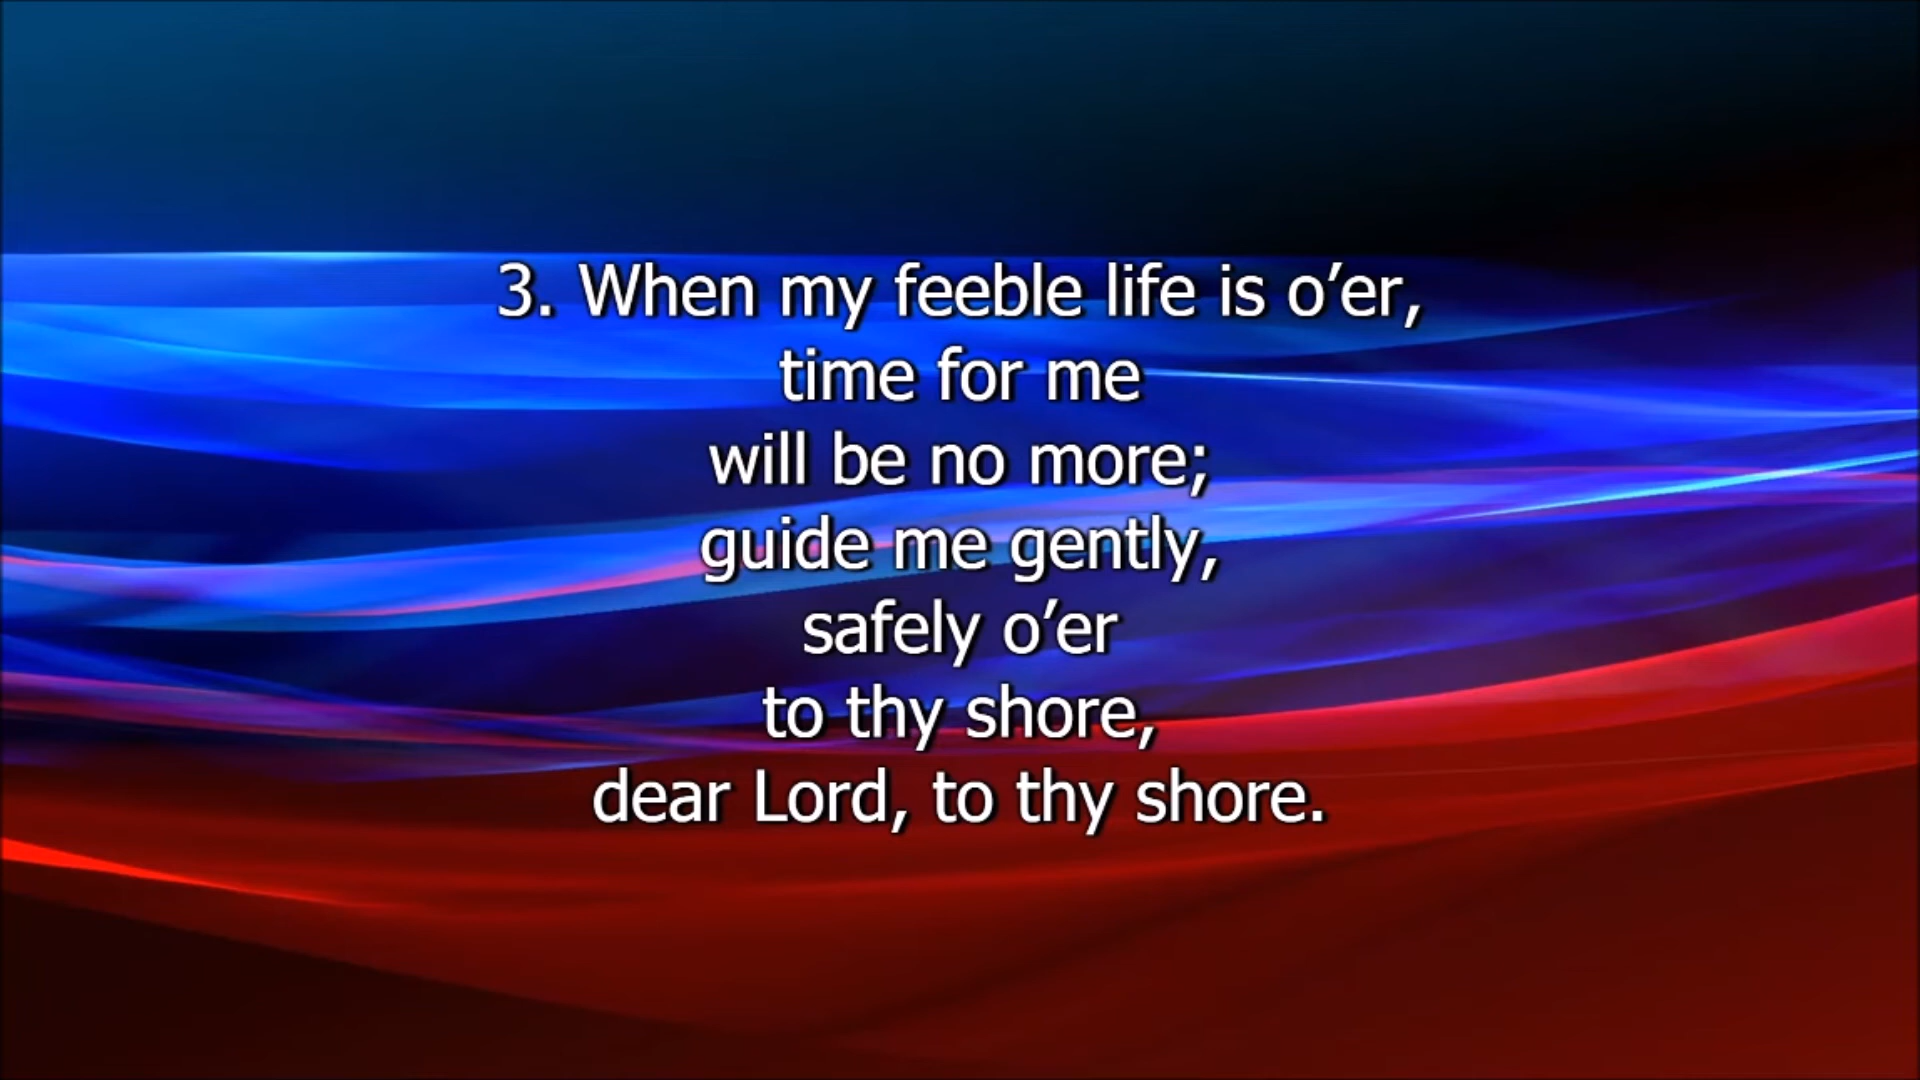 3. When my feeble life is o’er,
time for me
will be no more;
guide me gently,
safely o’er
to thy shore,
dear Lord, to thy shore.